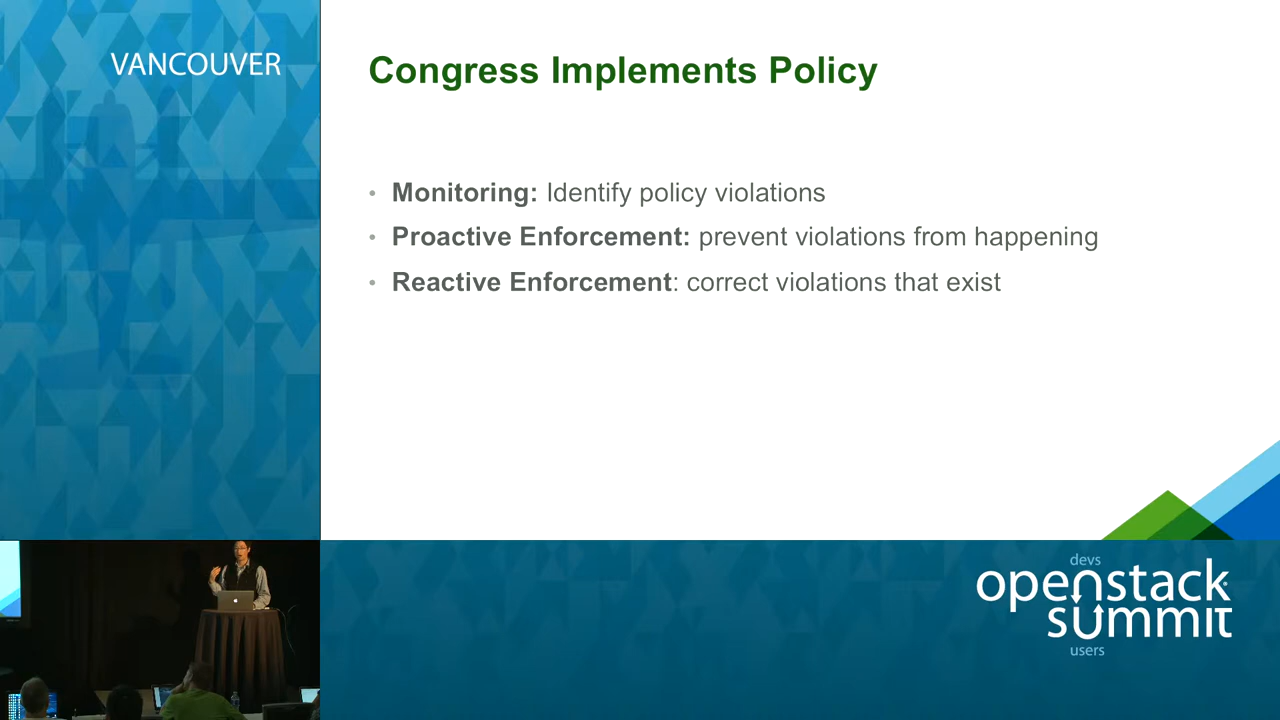 VANCOUVER
Congress Implements Policy
• Monitoring: Identify policy violations
• Proactive Enforcement: prevent violations from happening
• Reactive Enforcement: correct violations that exist
devs
openstack
summit
users